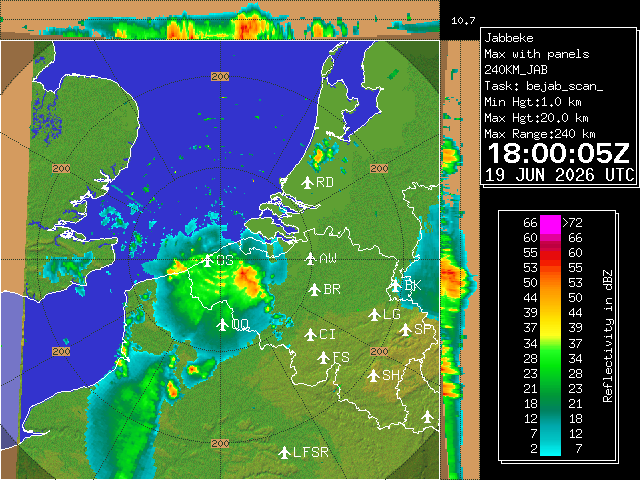 10.7
Jabbeke
Max with panels
240KM_JAB
Task: bejab_scan_
Min Hgt:1.0 km
Max Hgt:20.0 km
Max Range:240 km
18:00:05Z
19 JUN 2026 UTC
200
200
200
RD
OS
AW
200
200
BR
BK
QO
LG
CI
SP
200
200
FS
SH
200
LFSR
66 >72
60 66
55 60
53 55
50 53
44 50
39 44
37 39
34 37
28 34
24 28
21 23
18 21
12 18
7 12
2 7
Reflectivity in dBZ